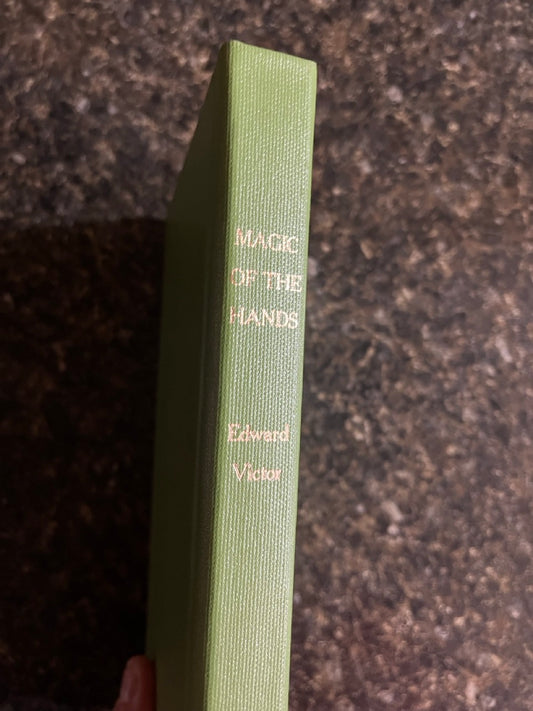 MAGIC
OF THE
HANDS
Edward
Victor